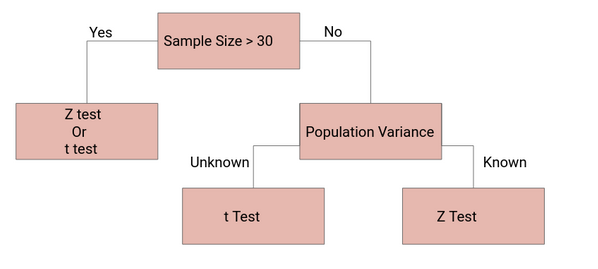 Yes
No
Sample Size > 30
Z test
Or
t test
Population Variance
Unknown
Known
t Test
Z Test